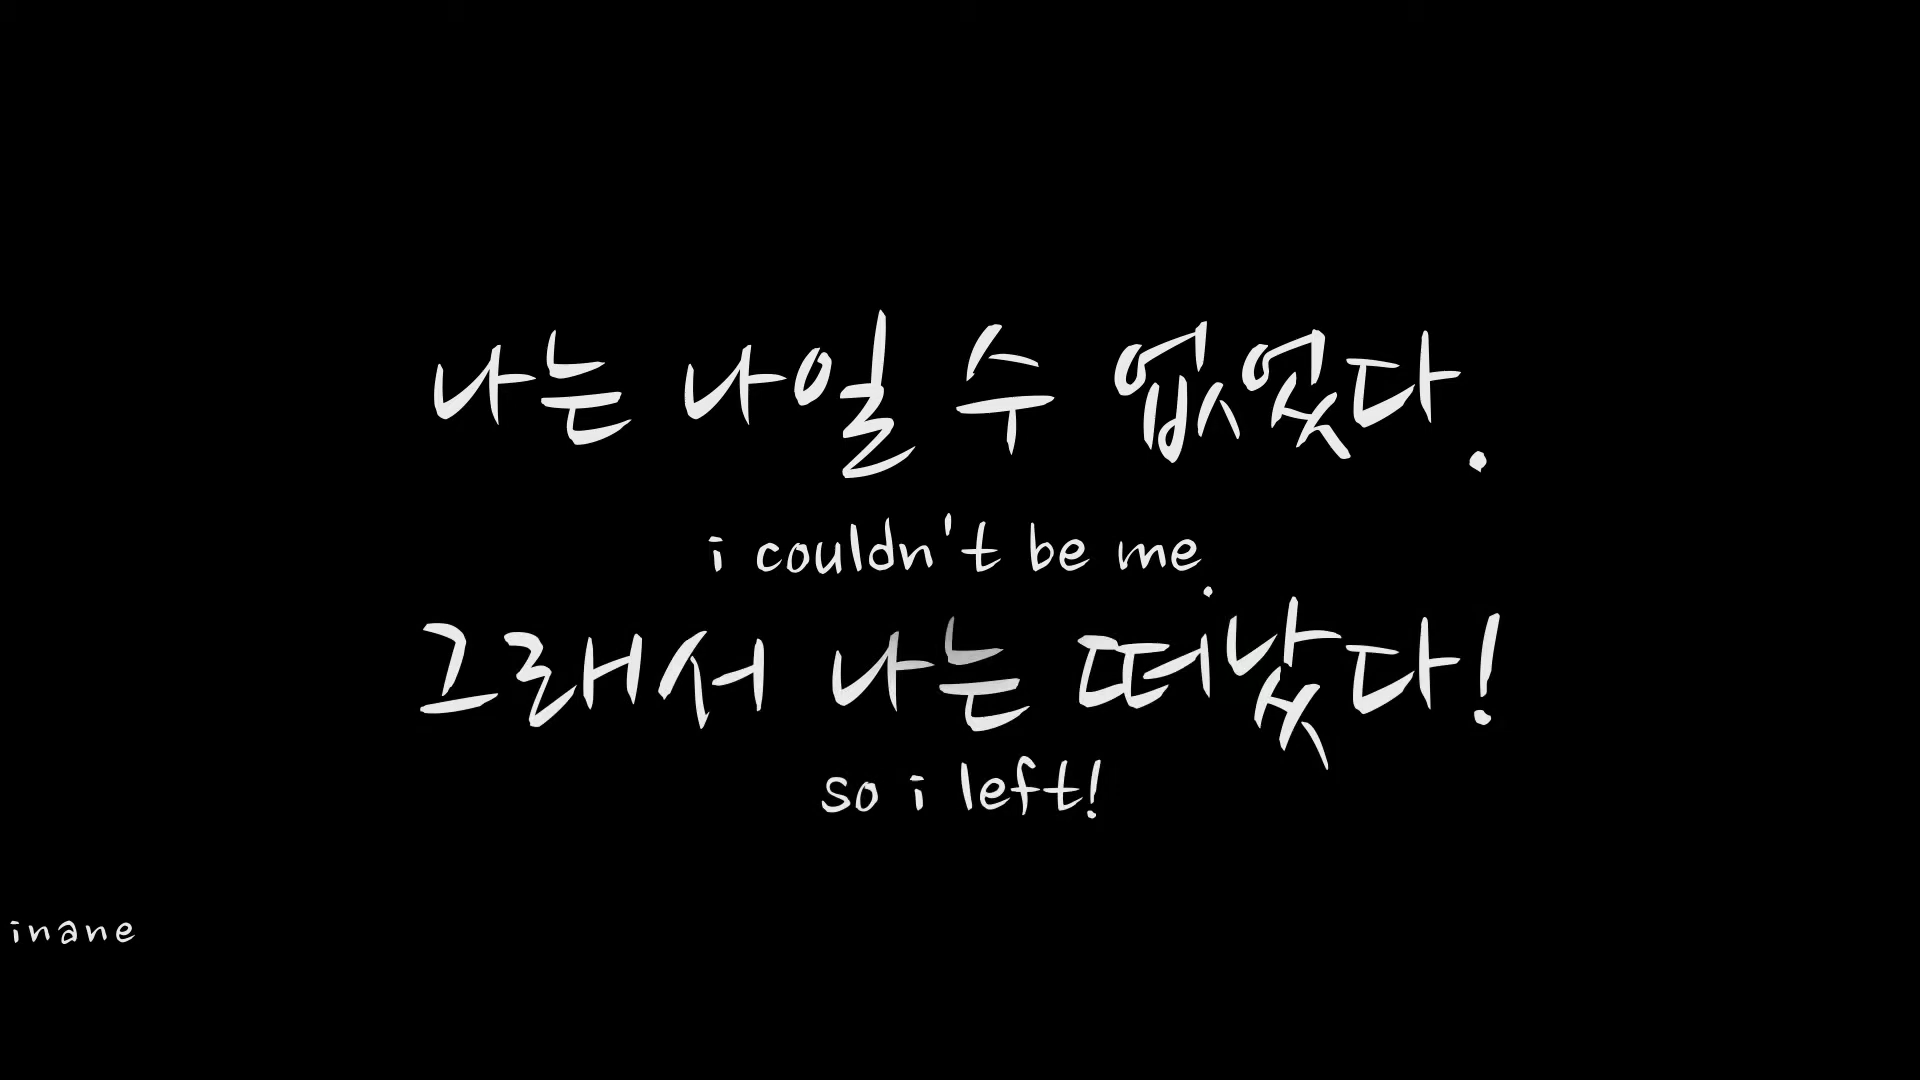 나는 나일 수 없었다.
i couldn't be me.
그래서 나는 떠났다!
so i left!
inane